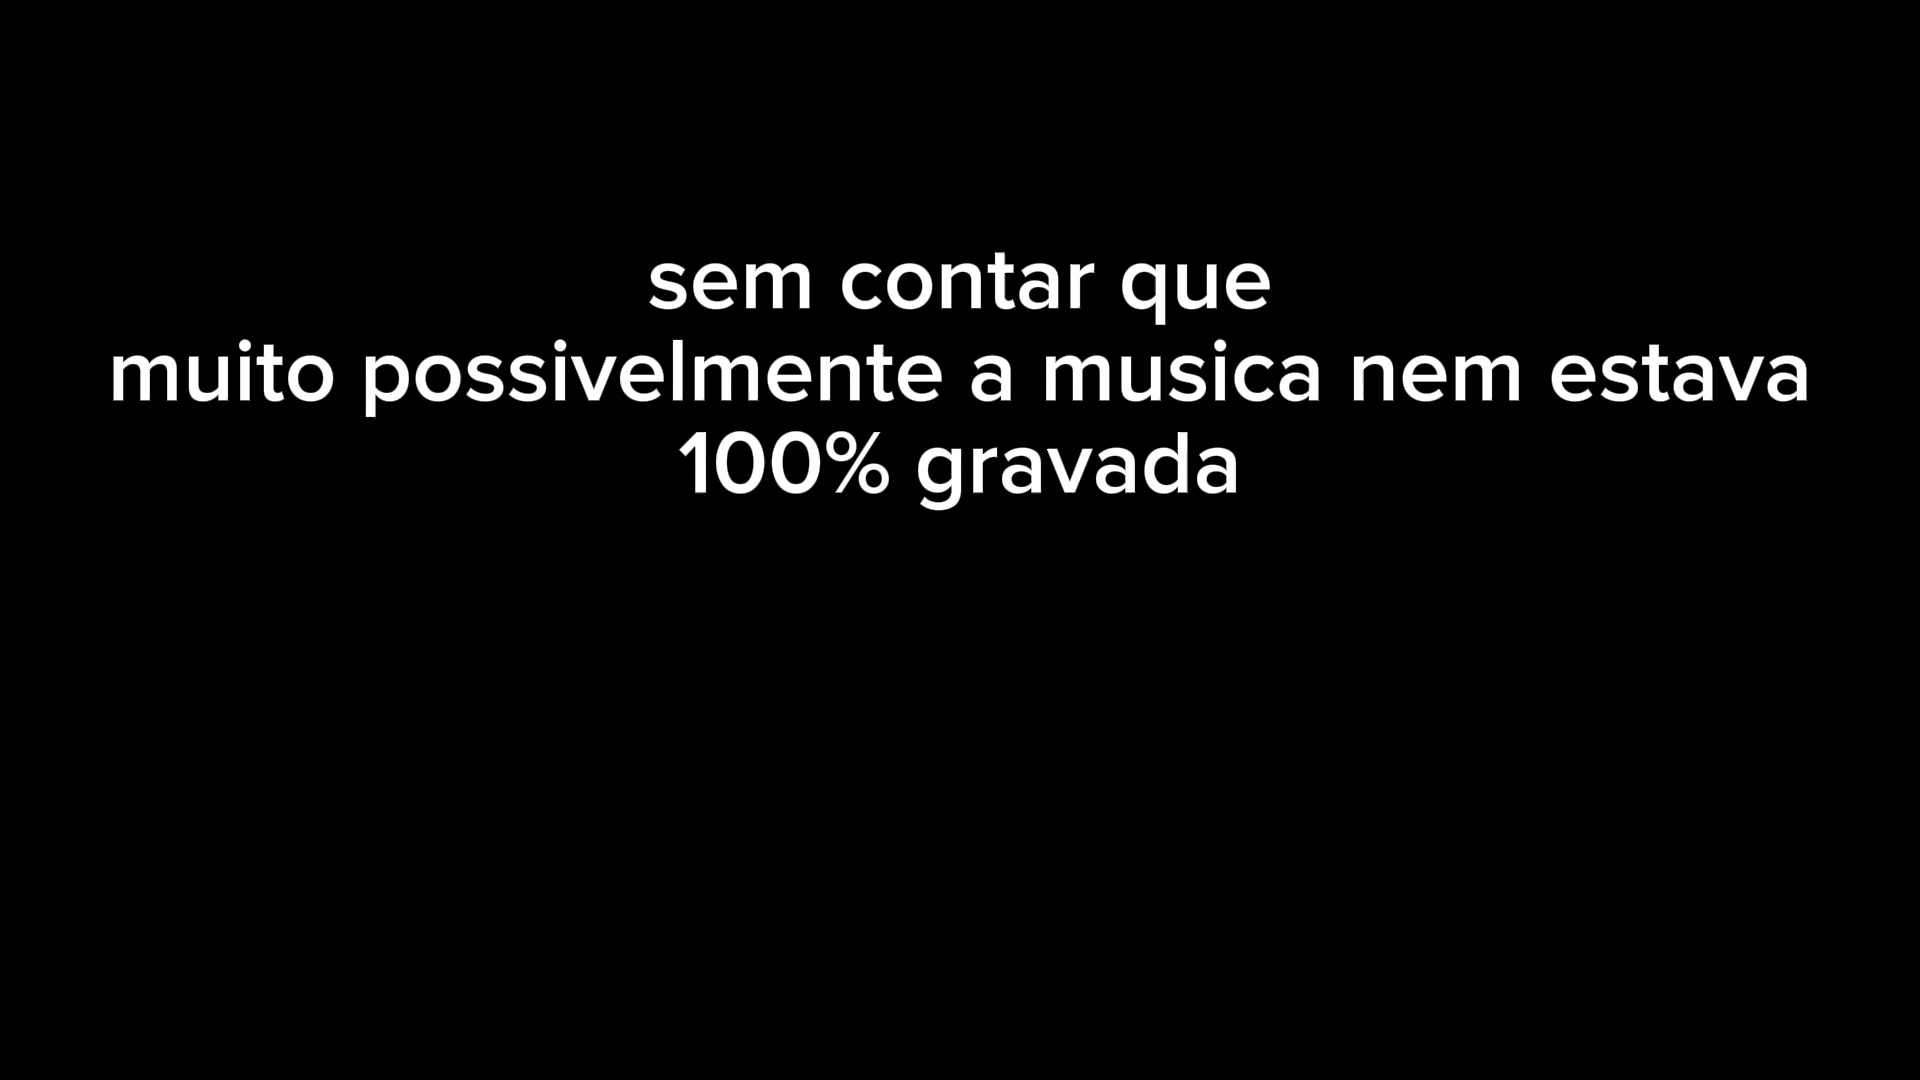 sem contar que
muito possivelmente a musica nem estava
100% gravada